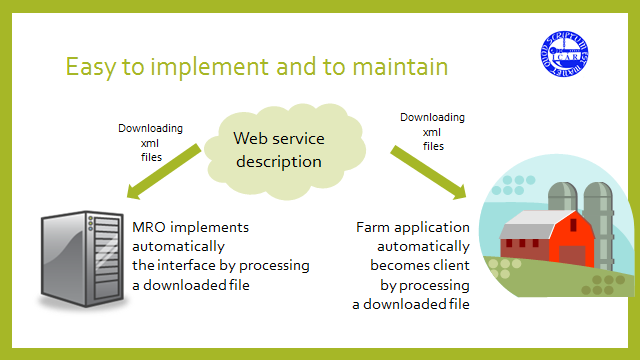 Easy to implement and to maintain
ICAR
Web service
description
Downloading
xml
files
Downloading
xml
files
MRO implements
automatically
the interface by processing
a downloaded file
Farm application
automatically
becomes client
by processing
a downloaded file